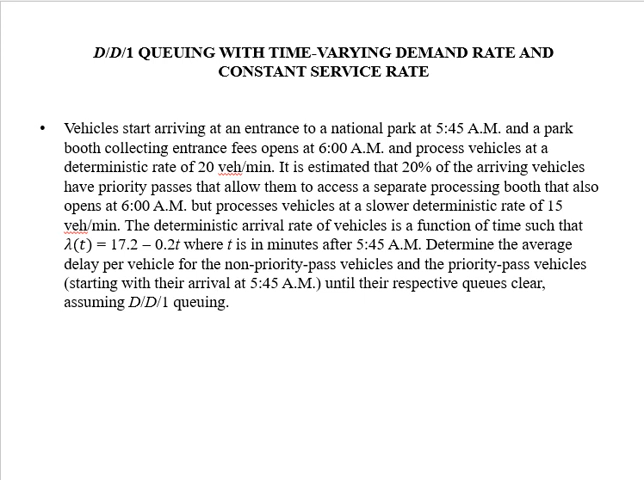 D/D/1 QUEUING WITH TIME-VARYING DEMAND RATE AND
CONSTANT SERVICE RATE
• Vehicles start arriving at an entrance to a national park at 5:45 A.M. and a park
booth collecting entrance fees opens at 6:00 A.M. and process vehicles at a
deterministic rate of 20 veh/min. It is estimated that 20% of the arriving vehicles
have priority passes that allow them to access a separate processing booth that also
opens at 6:00 A.M. but processes vehicles at a slower deterministic rate of 15
veh/min. The deterministic arrival rate of vehicles is a function of time such that
λ(t) = 17.2 – 0.2t where t is in minutes after 5:45 A.M. Determine the average
delay per vehicle for the non-priority-pass vehicles and the priority-pass vehicles
(starting with their arrival at 5:45 A.M.) until their respective queues clear,
assuming D/D/1 queuing.